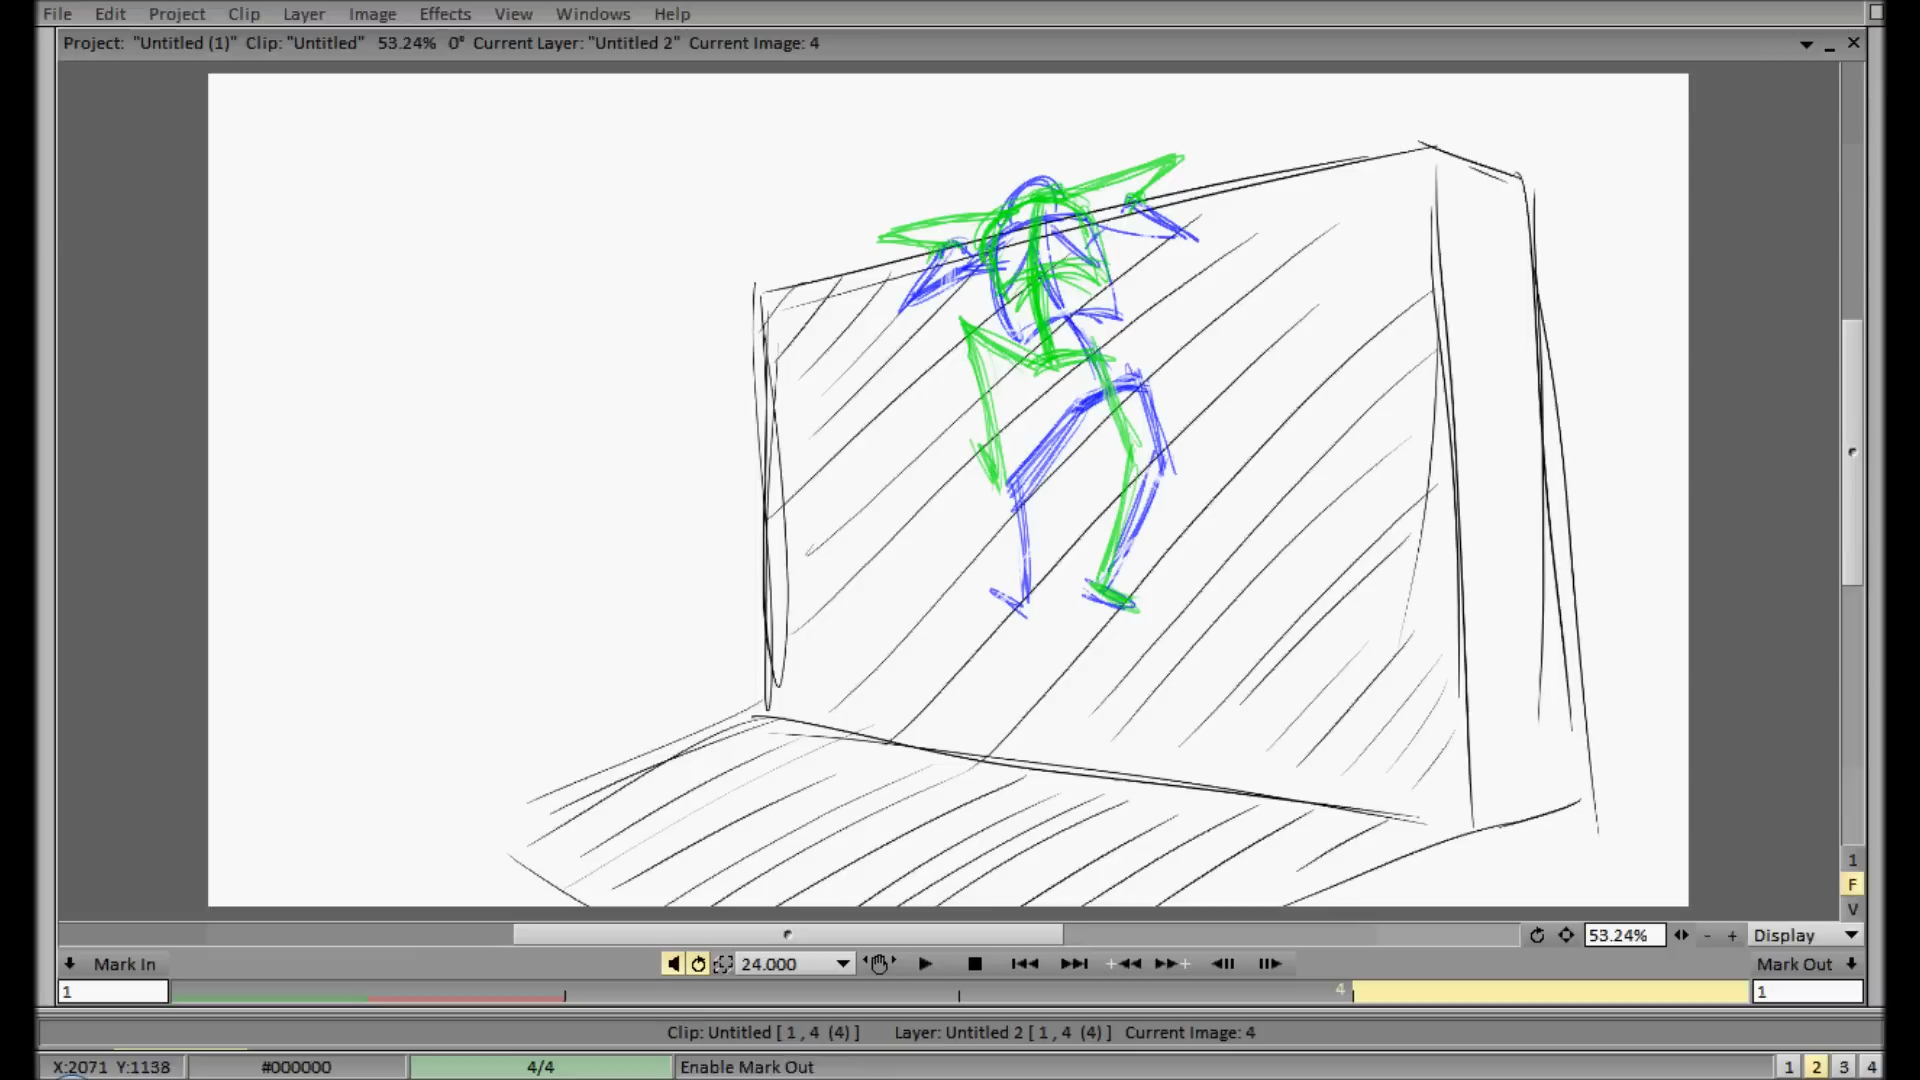 File Edit Project Clip Layer Image Effects View Windows Help
Project: "Untitled (1)" Clip: "Untitled" 53.24% 0° Current Layer: "Untitled 2" Current Image: 4
1
F
V
53.24% - + Display
Mark In 24.000 Mark Out
1 4 1
Clip: Untitled [ 1 , 4 (4) ] Layer: Untitled 2 [ 1 , 4 (4) ] Current Image: 4
X:2071 Y:1138 #000000 4/4 Enable Mark Out 1 2 3 4